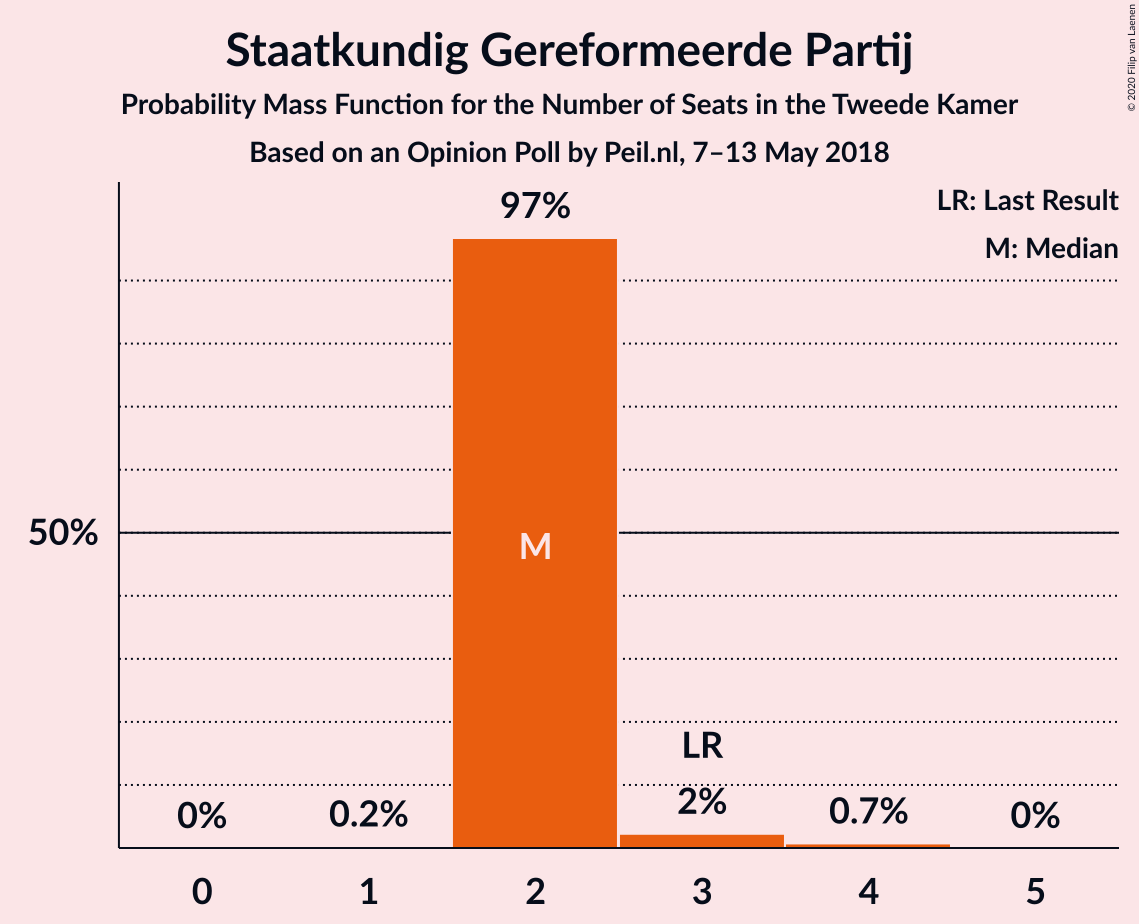 Staatkundig Gereformeerde Partij
Probability Mass Function for the Number of Seats in the Tweede Kamer
Based on an Opinion Poll by Peil.nl, 7–13 May 2018
© 2020 Filip van Laenen
LR: Last Result
M: Median
97%
50%
M
LR
0%
0.2%
2%
0.7%
0%
0 1 2 3 4 5